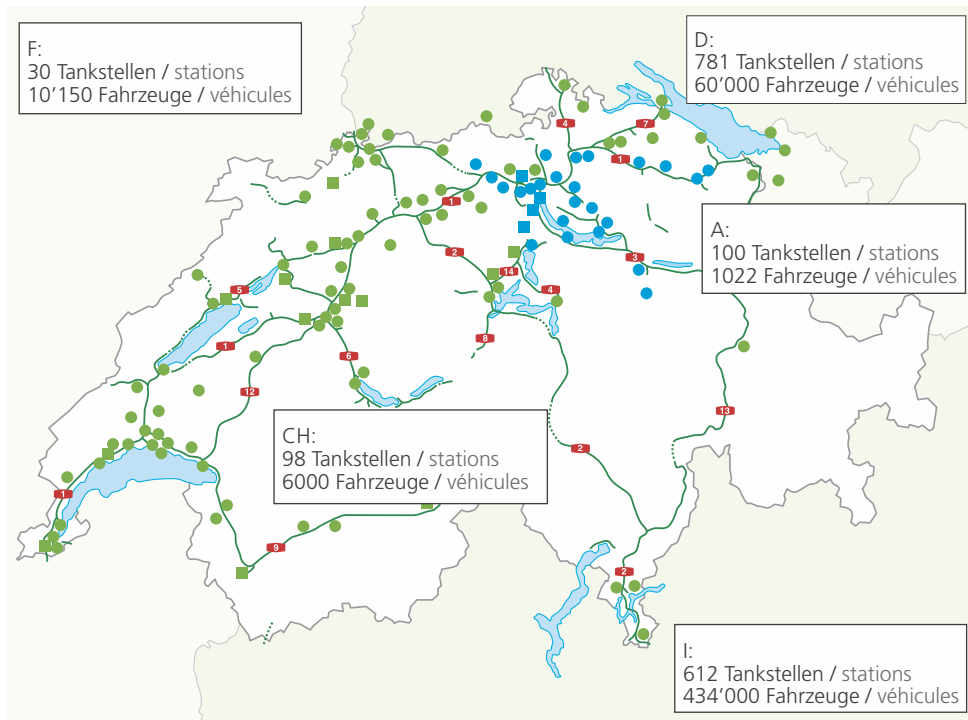 F:
30 Tankstellen / stations
10’150 Fahrzeuge / véhicules
D:
781 Tankstellen / stations
60’000 Fahrzeuge / véhicules
4
7
1
1
A:
100 Tankstellen / stations
1022 Fahrzeuge / véhicules
2
3
14
5
4
8
1
6
12
13
CH:
98 Tankstellen / stations
6000 Fahrzeuge / véhicules
2
1
9
2
I:
612 Tankstellen / stations
434’000 Fahrzeuge / véhicules